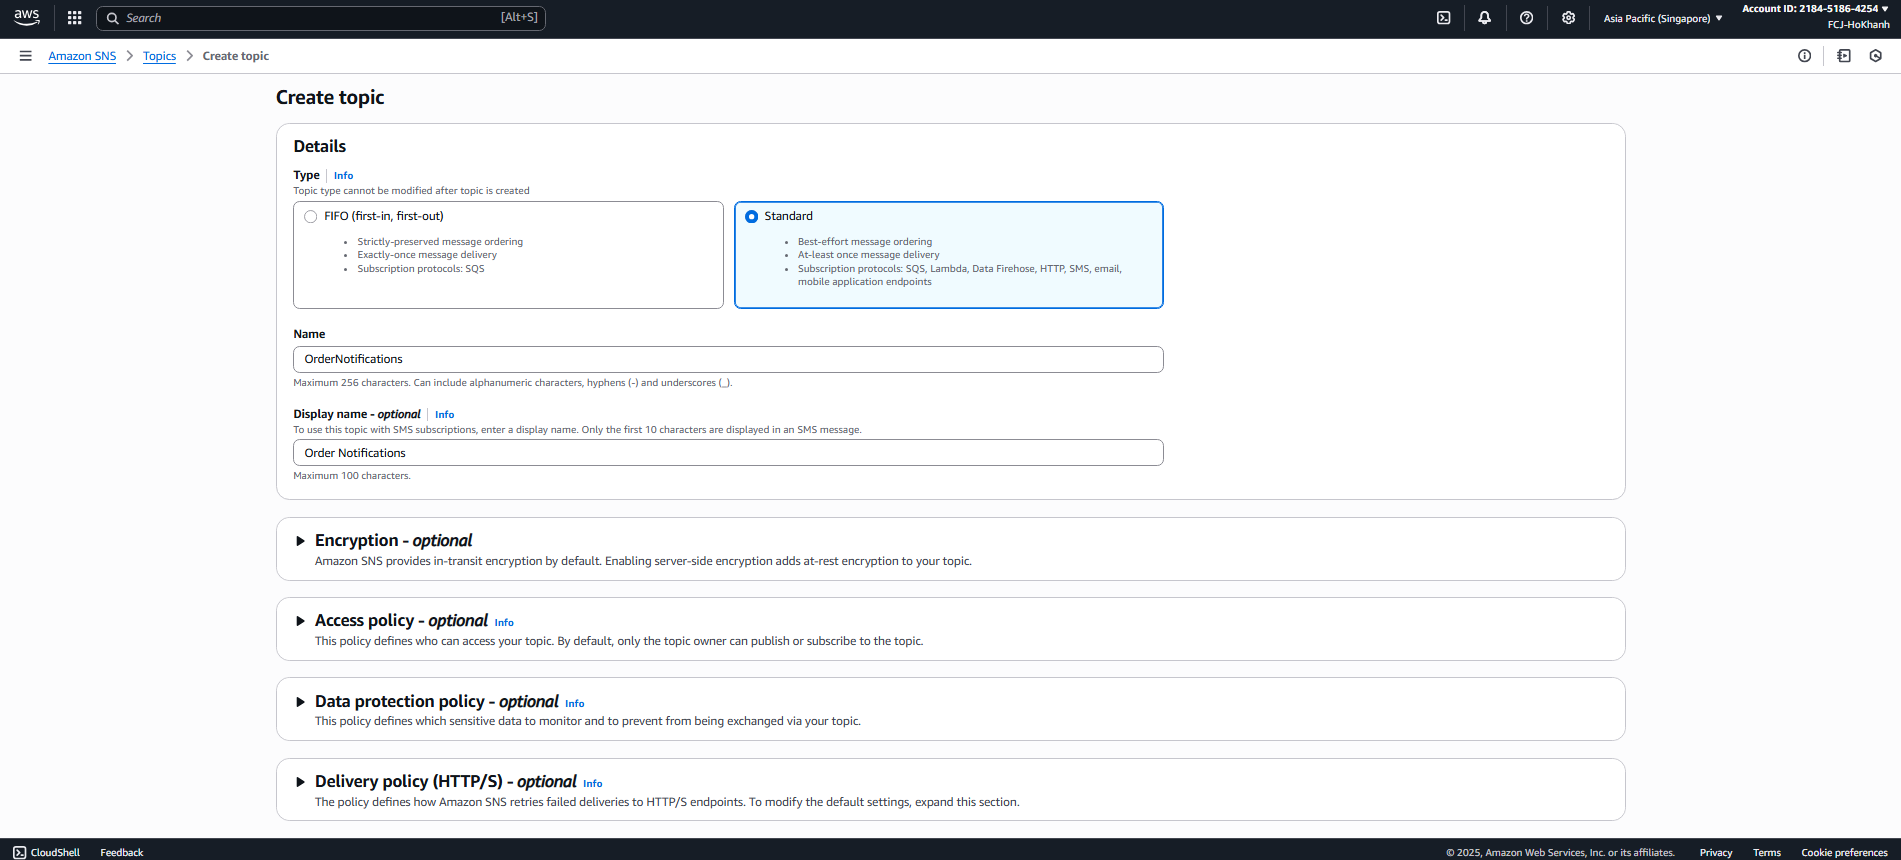 aws
Search
[Alt+S]
Asia Pacific (Singapore) ▼
Account ID: 2184-5186-4254 ▼
FCJ-HoKhanh
Amazon SNS > Topics > Create topic
Create topic
Details
Type | Info
Topic type cannot be modified after topic is created
FIFO (first-in, first-out)
• Strictly-preserved message ordering
• Exactly-once message delivery
• Subscription protocols: SQS
Standard
• Best-effort message ordering
• At-least once message delivery
• Subscription protocols: SQS, Lambda, Data Firehose, HTTP, SMS, email,
mobile application endpoints
Name
OrderNotifications
Maximum 256 characters. Can include alphanumeric characters, hyphens (-) and underscores (_).
Display name - optional | Info
To use this topic with SMS subscriptions, enter a display name. Only the first 10 characters are displayed in an SMS message.
Order Notifications
Maximum 100 characters.
Encryption - optional
Amazon SNS provides in-transit encryption by default. Enabling server-side encryption adds at-rest encryption to your topic.
Access policy - optional Info
This policy defines who can access your topic. By default, only the topic owner can publish or subscribe to the topic.
Data protection policy - optional Info
This policy defines which sensitive data to monitor and to prevent from being exchanged via your topic.
Delivery policy (HTTP/S) - optional Info
The policy defines how Amazon SNS retries failed deliveries to HTTP/S endpoints. To modify the default settings, expand this section.
CloudShell Feedback © 2025, Amazon Web Services, Inc. or its affiliates. Privacy Terms Cookie preferences